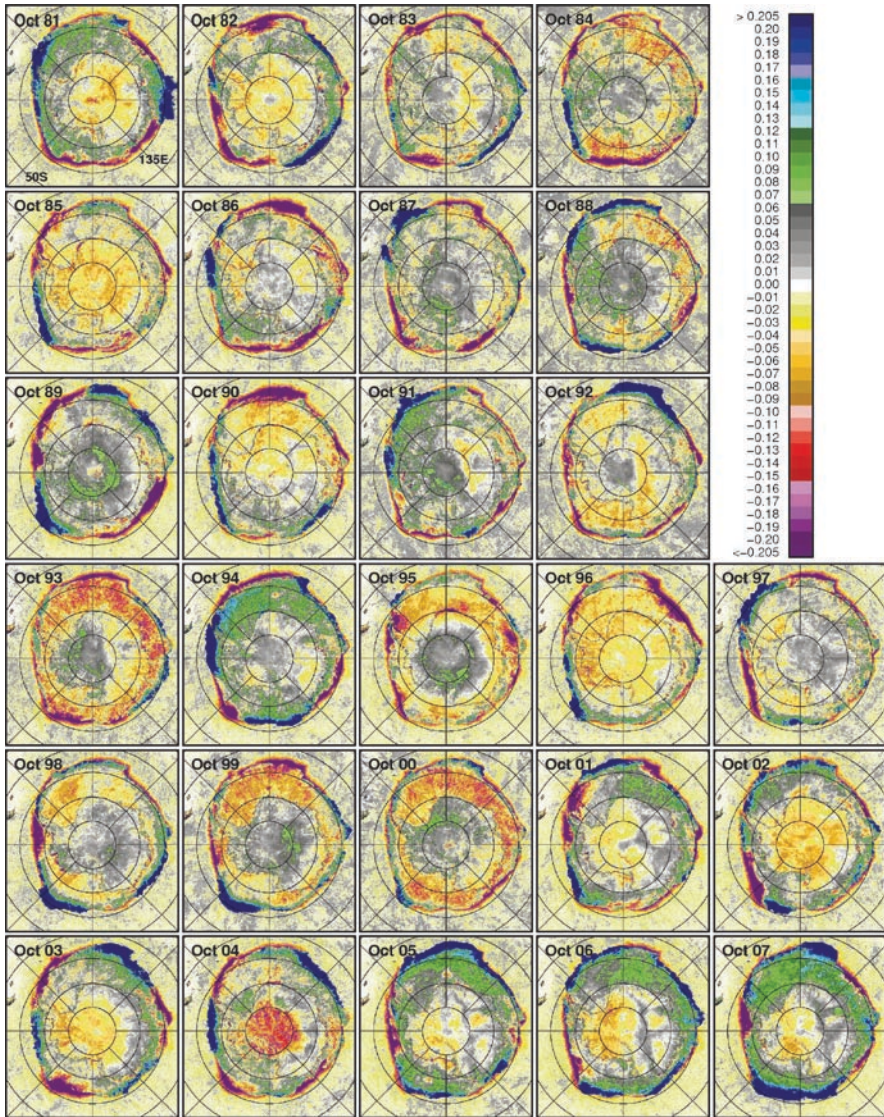 Oct 81
Oct 82
Oct 83
Oct 84
50S
135E
Oct 85
Oct 86
Oct 87
Oct 88
Oct 89
Oct 90
Oct 91
Oct 92
Oct 93
Oct 94
Oct 95
Oct 96
Oct 97
Oct 98
Oct 99
Oct 00
Oct 01
Oct 02
Oct 03
Oct 04
Oct 05
Oct 06
Oct 07
> 0.205
0.20
0.19
0.18
0.17
0.16
0.15
0.14
0.13
0.12
0.11
0.10
0.09
0.08
0.07
0.06
0.05
0.04
0.03
0.02
0.01
0.00
−0.01
−0.02
−0.03
−0.04
−0.05
−0.06
−0.07
−0.08
−0.09
−0.10
−0.11
−0.12
−0.13
−0.14
−0.15
−0.16
−0.17
−0.18
−0.19
−0.20
<−0.205